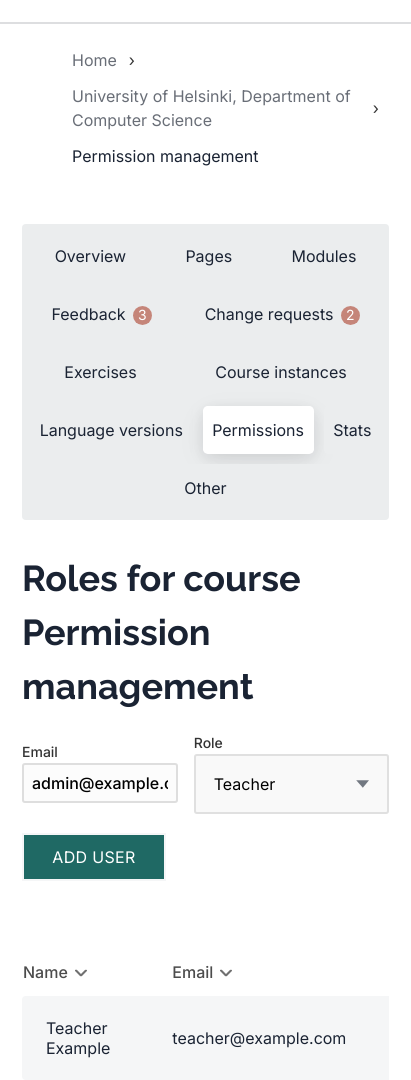 Home ›
University of Helsinki, Department of
Computer Science ›
Permission management
Overview Pages Modules
Feedback 3 Change requests 2
Exercises Course instances
Language versions Permissions Stats
Other
Roles for course
Permission
management
Email Role
admin@example.c Teacher
ADD USER
Name Email
Teacher
Example teacher@example.com